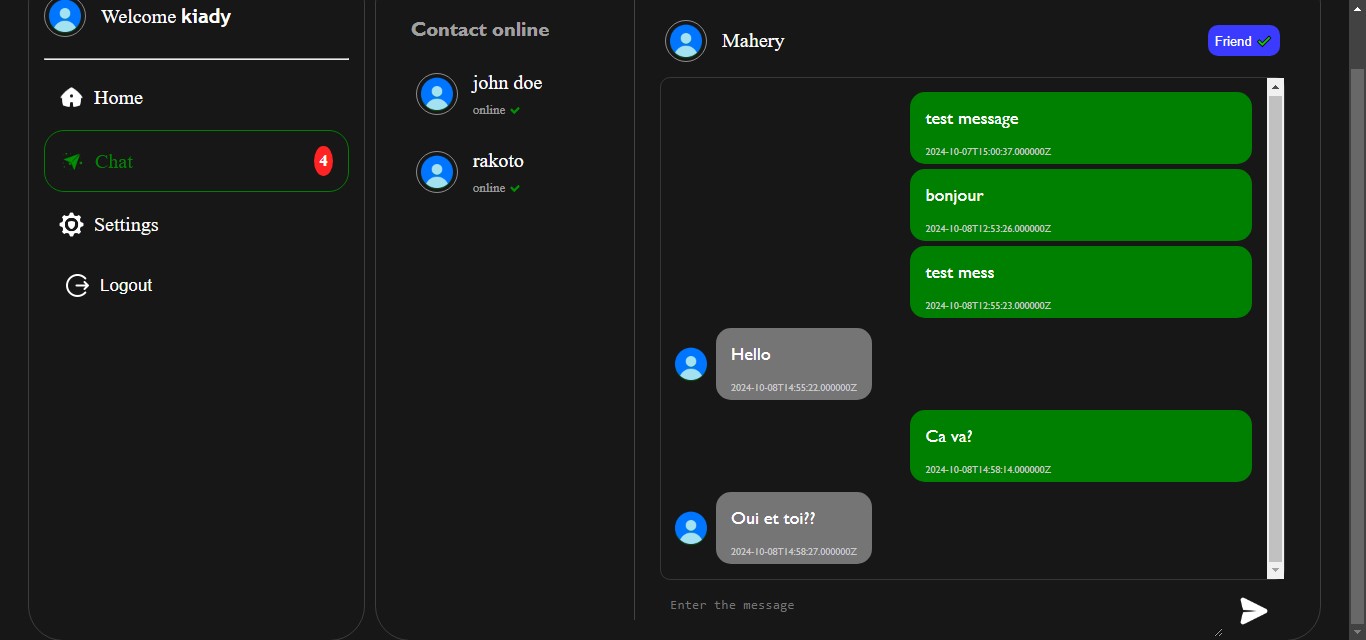 Welcome kiady
Home
Chat
4
Settings
Logout
Contact online
john doe
online
rakoto
online
Mahery
Friend
test message
2024-10-07T15:00:37.000000Z
bonjour
2024-10-08T12:53:26.000000Z
test mess
2024-10-08T12:55:23.000000Z
Hello
2024-10-08T14:55:22.000000Z
Ca va?
2024-10-08T14:58:14.000000Z
Oui et toi??
2024-10-08T14:58:27.000000Z
Enter the message